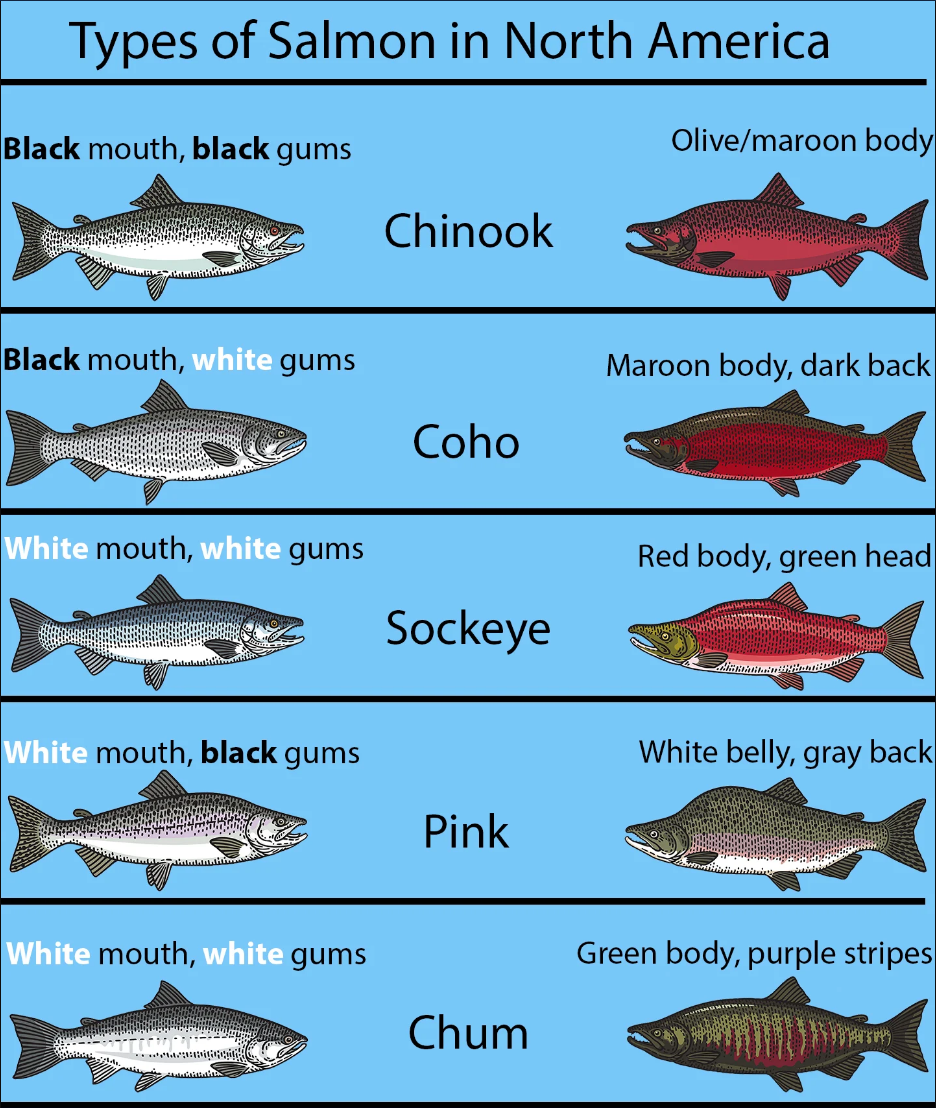 Types of Salmon in North America
Black mouth, black gums
Olive/maroon body
Chinook
Black mouth, white gums
Maroon body, dark back
Coho
White mouth, white gums
Red body, green head
Sockeye
White mouth, black gums
White belly, gray back
Pink
White mouth, white gums
Green body, purple stripes
Chum